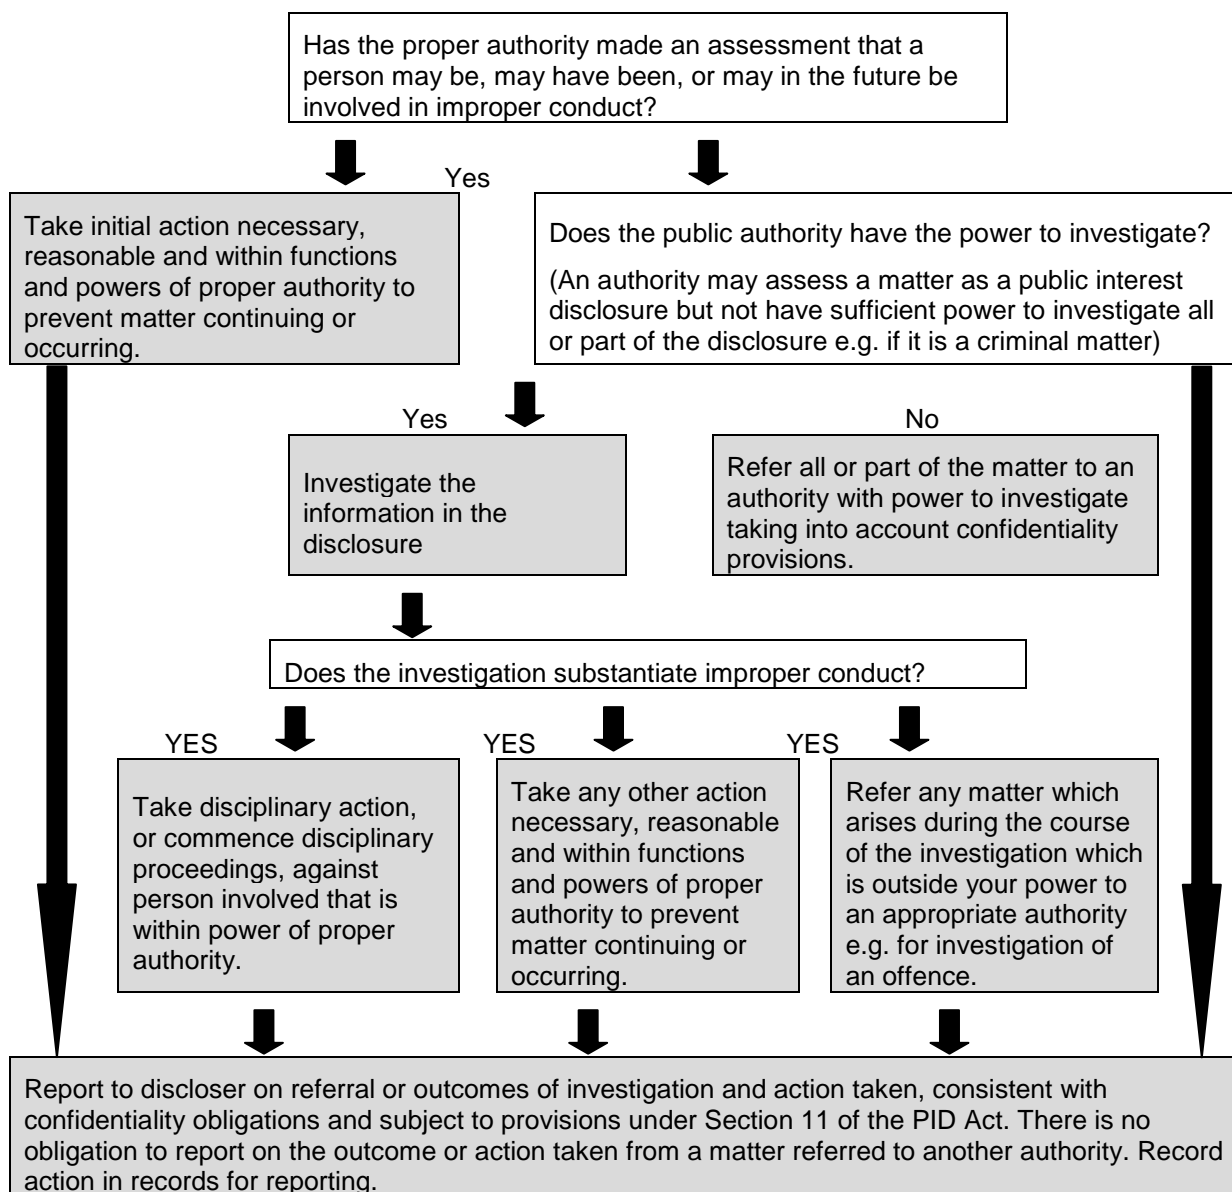 Has the proper authority made an assessment that a
person may be, may have been, or may in the future be
involved in improper conduct?
Yes
Take initial action necessary,
reasonable and within functions
and powers of proper authority to
prevent matter continuing or
occurring.
Does the public authority have the power to investigate?
(An authority may assess a matter as a public interest
disclosure but not have sufficient power to investigate all
or part of the disclosure e.g. if it is a criminal matter)
Yes
No
Investigate the
information in the
disclosure
Refer all or part of the matter to an
authority with power to investigate
taking into account confidentiality
provisions.
Does the investigation substantiate improper conduct?
YES
YES
YES
Take disciplinary action,
or commence disciplinary
proceedings, against
person involved that is
within power of proper
authority.
Take any other action
necessary, reasonable
and within functions
and powers of proper
authority to prevent
matter continuing or
occurring.
Refer any matter which
arises during the course
of the investigation which
is outside your power to
an appropriate authority
e.g. for investigation of
an offence.
Report to discloser on referral or outcomes of investigation and action taken, consistent with
confidentiality obligations and subject to provisions under Section 11 of the PID Act. There is no
obligation to report on the outcome or action taken from a matter referred to another authority. Record
action in records for reporting.